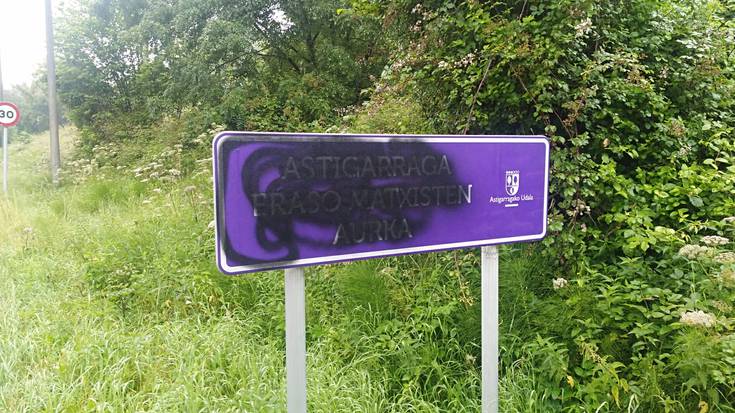 30
ASTIGARRAGA
ERASO MATXISTEN
AURKA
Astigarragako Udala